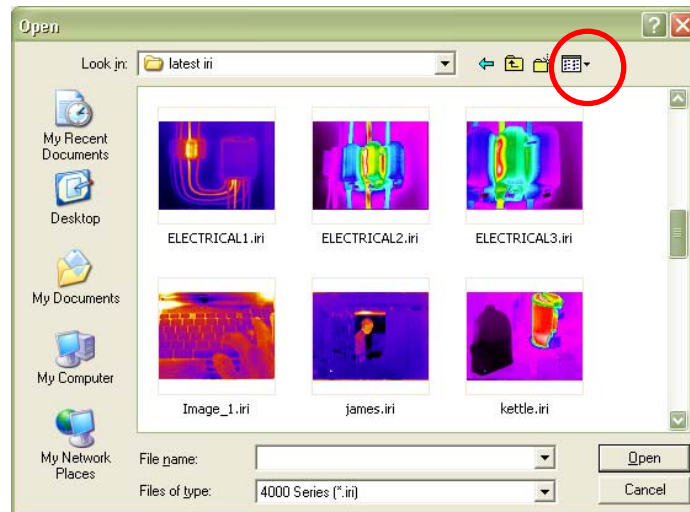 Open
Look in: latest iri
My Recent
Documents
Desktop
My Documents
My Computer
My Network
Places
ELECTRICAL1.iri ELECTRICAL2.iri ELECTRICAL3.iri
Image_1.iri james.iri kettle.iri
File name: Open
Files of type: 4000 Series (*.iri) Cancel